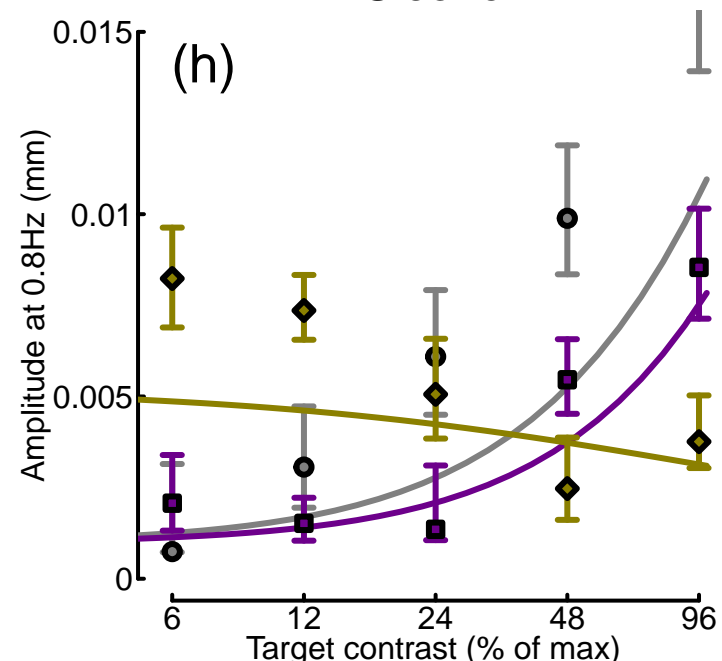 0.015
(h)
0.01
0.005
0
Amplitude at 0.8Hz (mm)
6 12 24 48 96
Target contrast (% of max)